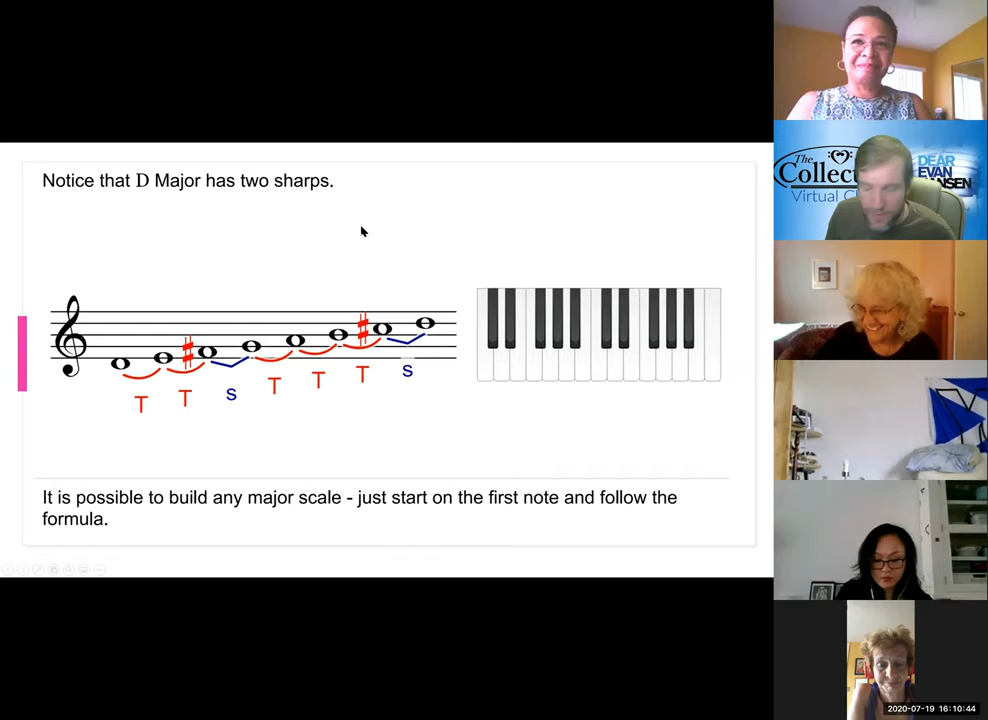 Notice that D Major has two sharps.
T T S T T T S
It is possible to build any major scale - just start on the first note and follow the
formula.
The
Collect
Virtual C
DEAR
EVAN
HANSEN
2020-07-19 16:10:44